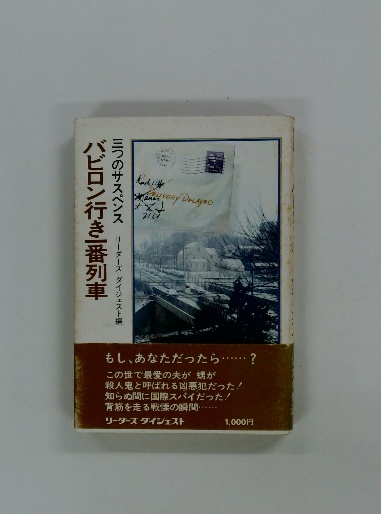 三つのサスペンス
バビロン行き一番列車
リーダーズ ダイジェスト編
DELIVERY DELAYED
もし、あなただったら……?
この世で最愛の夫が 甥が
殺人鬼と呼ばれる凶悪犯だった!
知らぬ間に国際スパイだった!
背筋を走る戦慄の瞬間……
リーダーズ ダイジェスト
1,000円